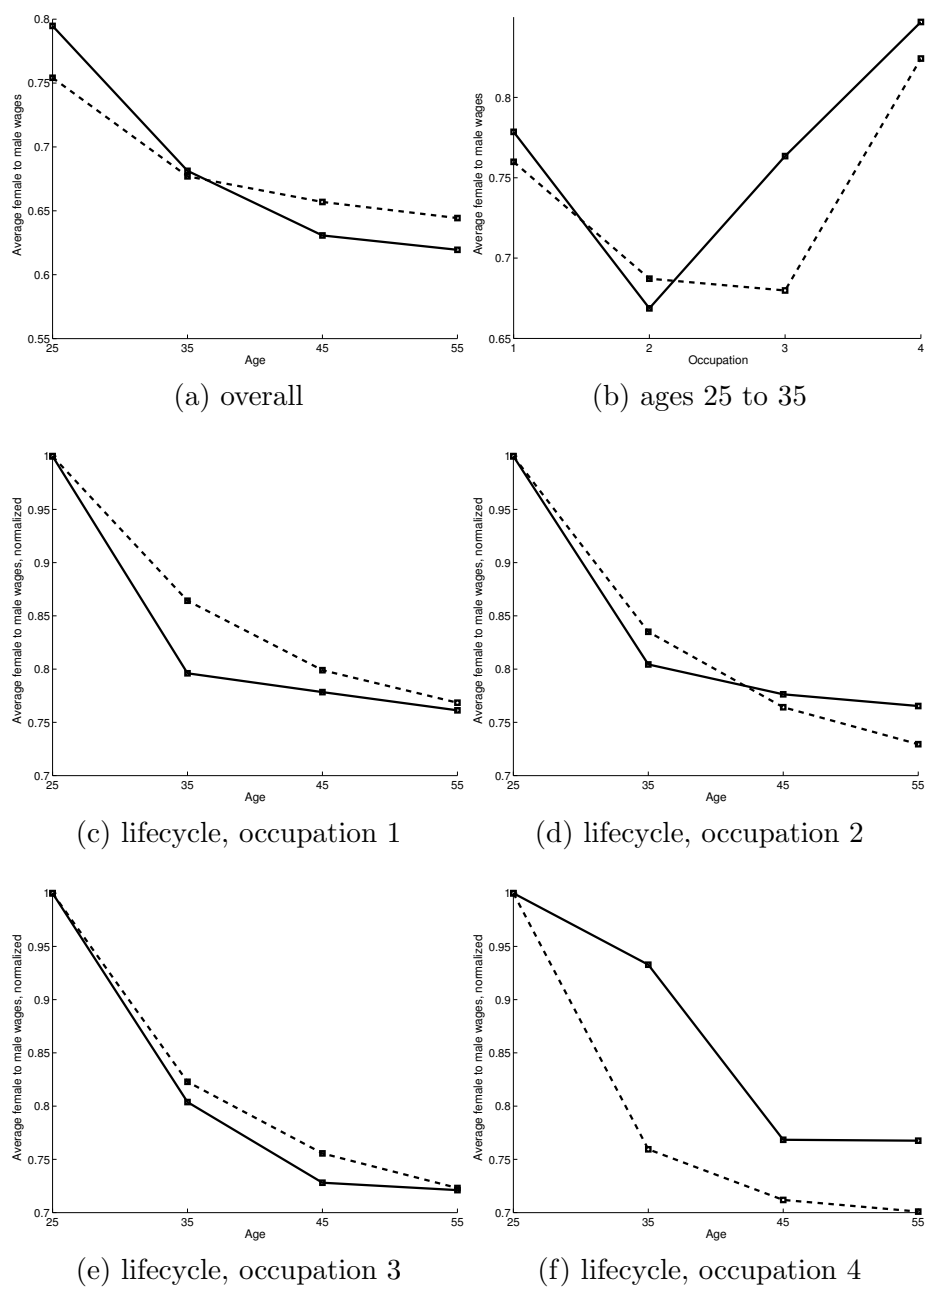 0.8
0.75
0.7
0.65
0.6
0.55
25 35 45 55
Age
Average female to male wages
(a) overall
0.8
0.75
0.7
0.65
1 2 3 4
Occupation
Average female to male wages
(b) ages 25 to 35
1
0.95
0.9
0.85
0.8
0.75
0.7
25 35 45 55
Age
Average female to male wages, normalized
(c) lifecycle, occupation 1
1
0.95
0.9
0.85
0.8
0.75
0.7
25 35 45 55
Age
Average female to male wages, normalized
(d) lifecycle, occupation 2
1
0.95
0.9
0.85
0.8
0.75
0.7
25 35 45 55
Age
Average female to male wages, normalized
(e) lifecycle, occupation 3
1
0.95
0.9
0.85
0.8
0.75
0.7
25 35 45 55
Age
Average female to male wages, normalized
(f) lifecycle, occupation 4